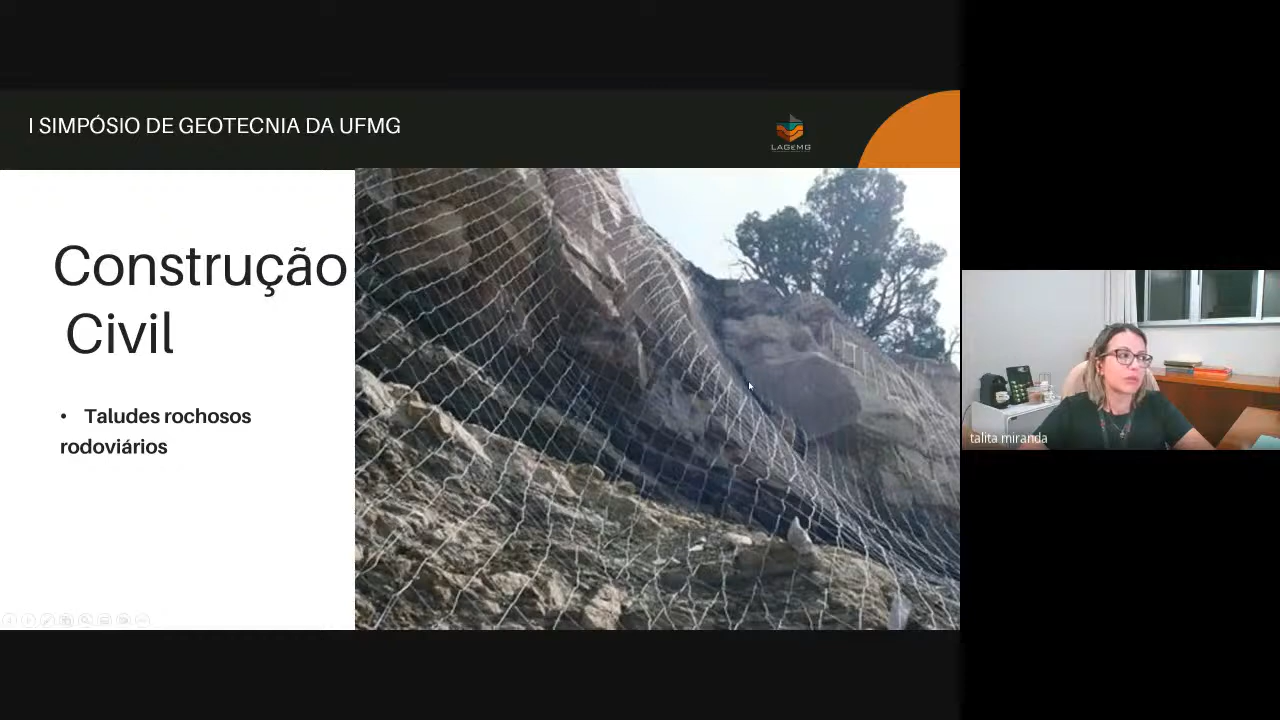 I SIMPÓSIO DE GEOTECNIA DA UFMG
LAGEMG
Construção
Civil
• Taludes rochosos
rodoviários
talita miranda